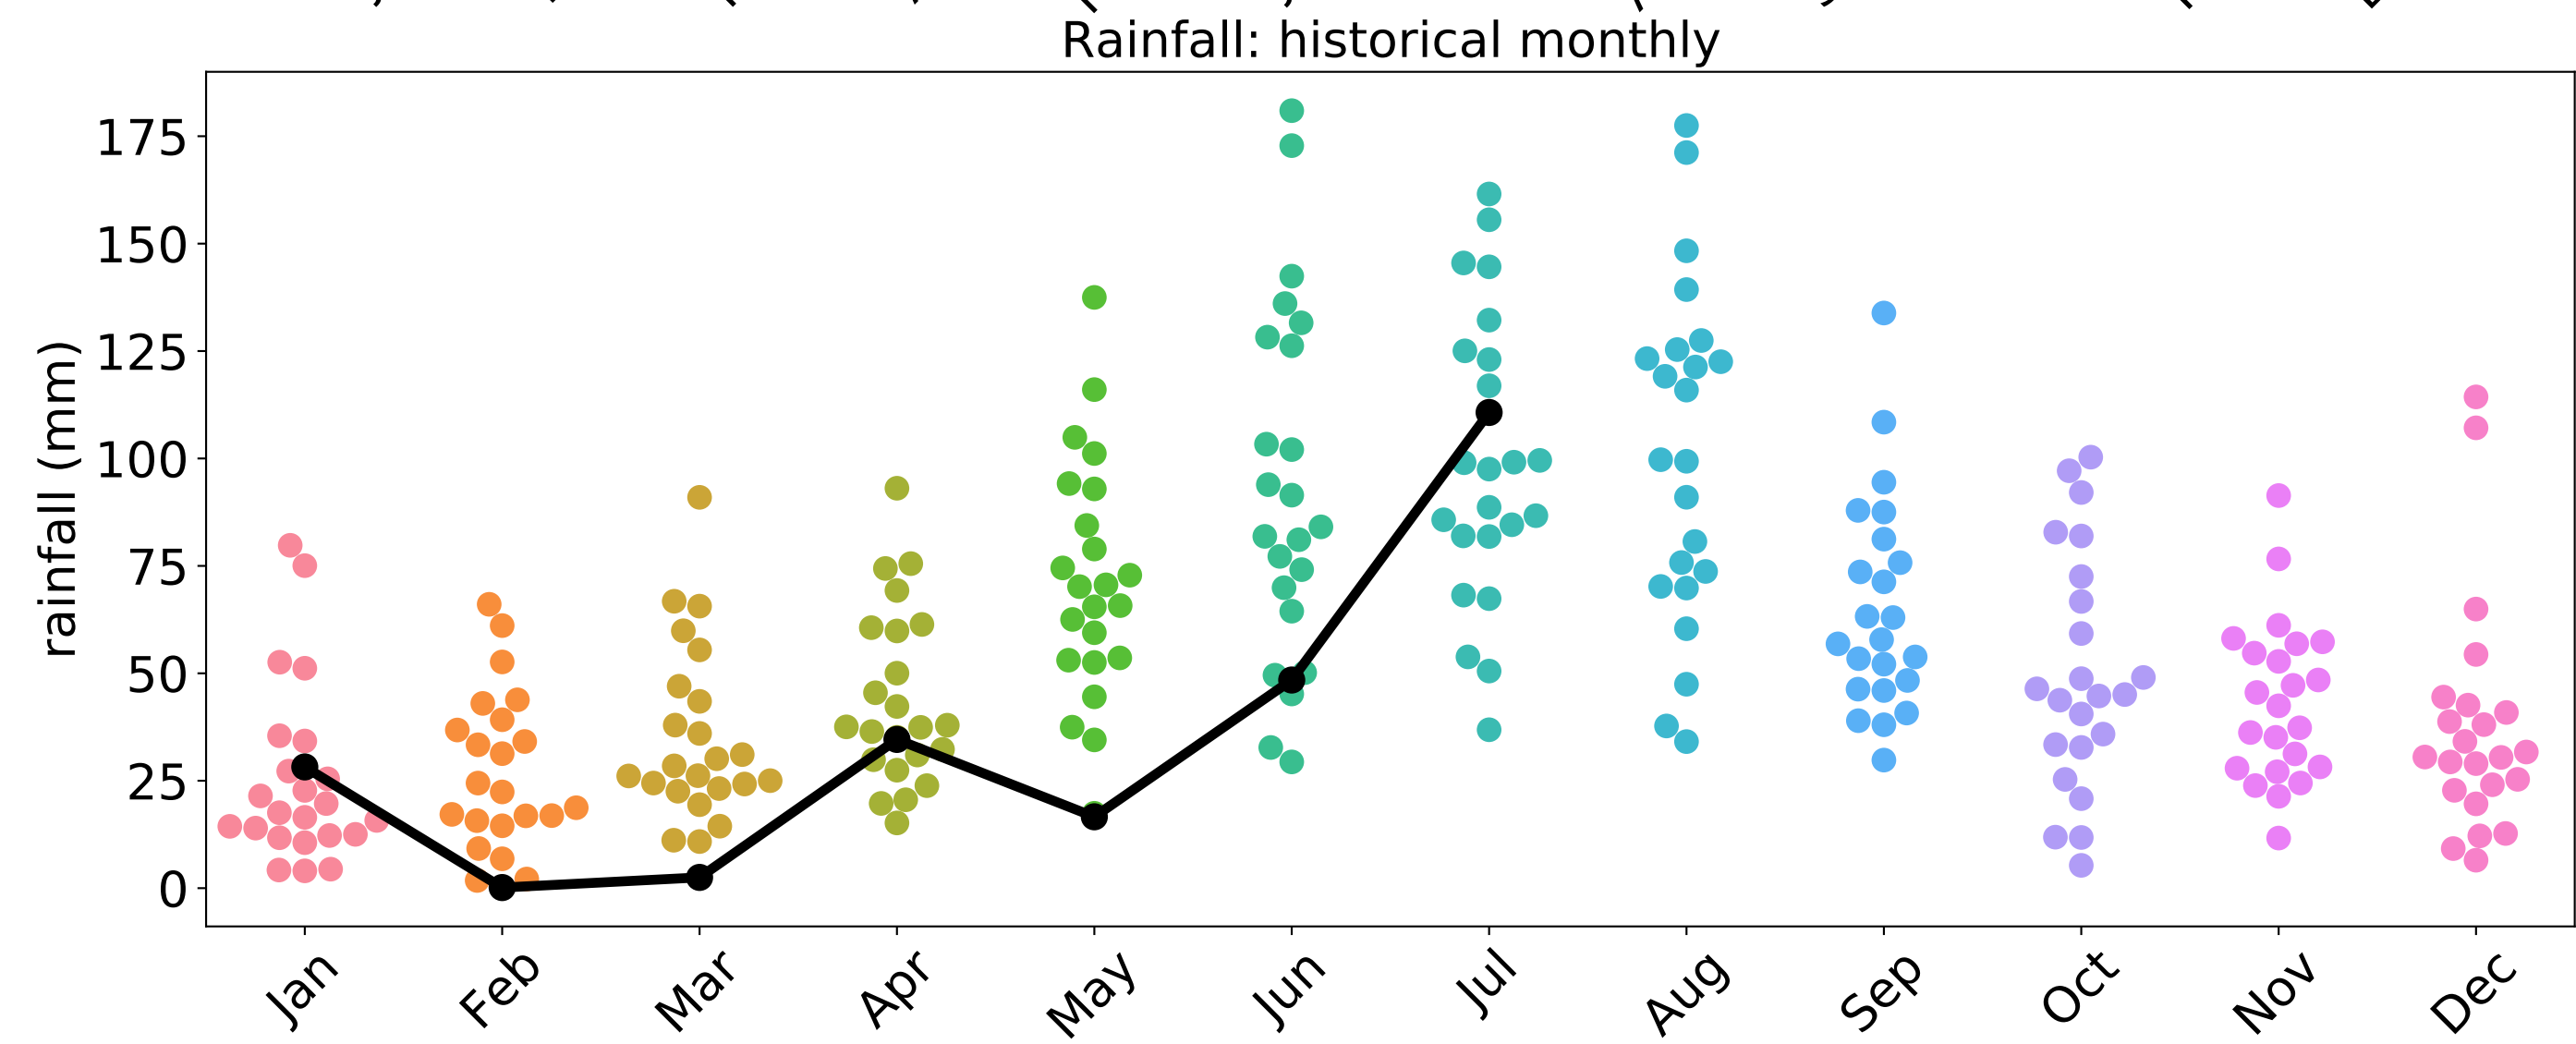 Rainfall: historical monthly
rainfall (mm)
175
150
125
100
75
50
25
0
Jan
Feb
Mar
Apr
May
Jun
Jul
Aug
Sep
Oct
Nov
Dec